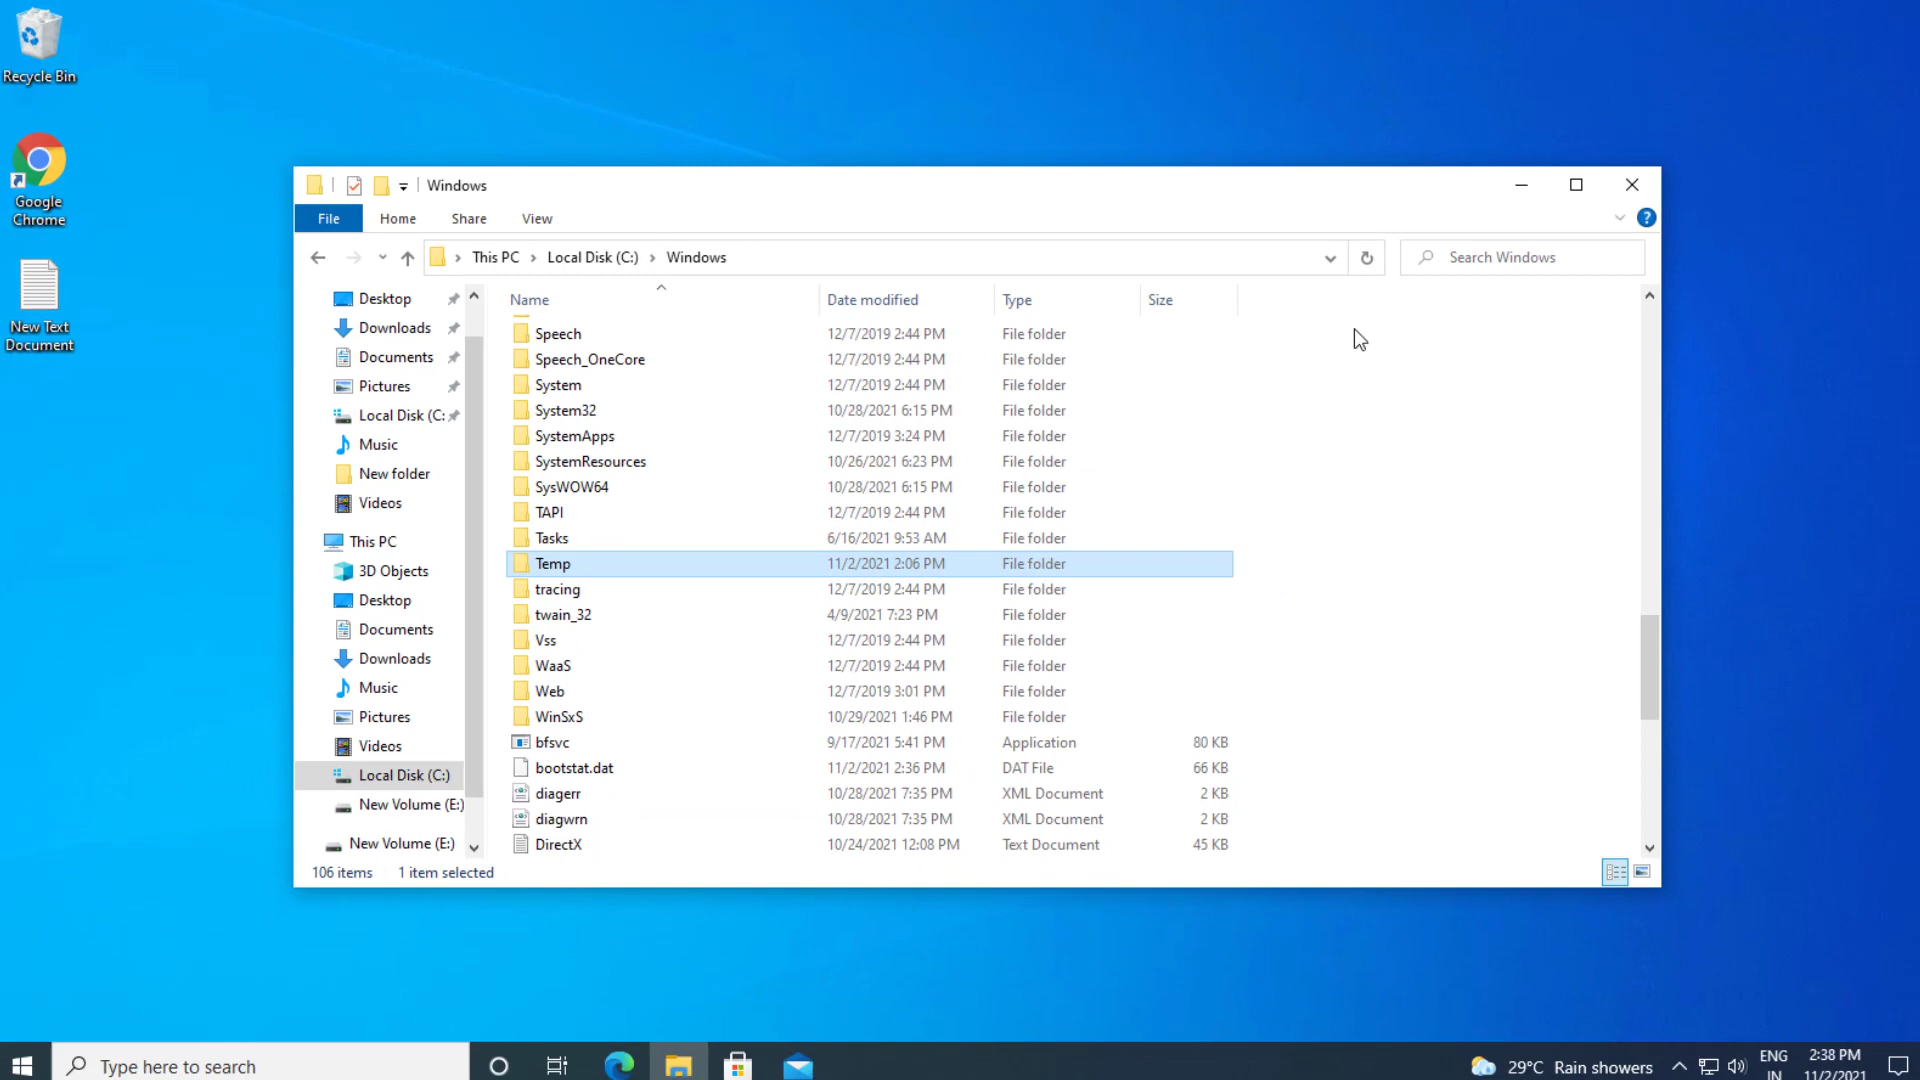 Recycle Bin
Google
Chrome
New Text
Document
Windows
File Home Share View
This PC Local Disk (C:) Windows
Search Windows
Desktop
Downloads
Documents
Pictures
Local Disk (C:
Music
New folder
Videos
This PC
3D Objects
Desktop
Documents
Downloads
Music
Pictures
Videos
Local Disk (C:)
New Volume (E:)
New Volume (E:)
Name Date modified Type Size
Speech 12/7/2019 2:44 PM File folder
Speech_OneCore 12/7/2019 2:44 PM File folder
System 12/7/2019 2:44 PM File folder
System32 10/28/2021 6:15 PM File folder
SystemApps 12/7/2019 3:24 PM File folder
SystemResources 10/26/2021 6:23 PM File folder
SysWOW64 10/28/2021 6:15 PM File folder
TAPI 12/7/2019 2:44 PM File folder
Tasks 6/16/2021 9:53 AM File folder
Temp 11/2/2021 2:06 PM File folder
tracing 12/7/2019 2:44 PM File folder
twain_32 4/9/2021 7:23 PM File folder
Vss 12/7/2019 2:44 PM File folder
WaaS 12/7/2019 2:44 PM File folder
Web 12/7/2019 3:01 PM File folder
WinSxS 10/29/2021 1:46 PM File folder
bfsvc 9/17/2021 5:41 PM Application 80 KB
bootstat.dat 11/2/2021 2:36 PM DAT File 66 KB
diagerr 10/28/2021 7:35 PM XML Document 2 KB
diagwrn 10/28/2021 7:35 PM XML Document 2 KB
DirectX 10/24/2021 12:08 PM Text Document 45 KB
106 items 1 item selected
Type here to search
29°C Rain showers
ENG
IN
2:38 PM
11/2/2021